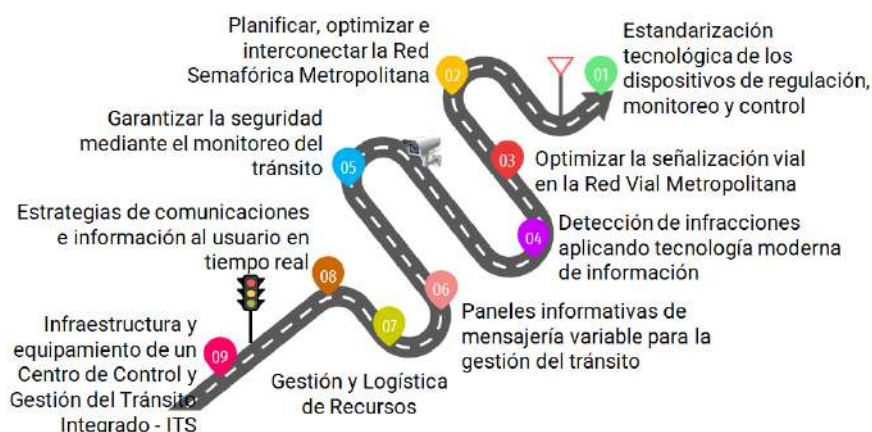 01
Estandarización
tecnológica de los
dispositivos de regulación,
monitoreo y control
02
Planificar, optimizar e
interconectar la Red
Semafórica Metropolitana
03
Optimizar la señalización vial
en la Red Vial Metropolitana
04
Detección de infracciones
aplicando tecnología moderna
de información
05
Garantizar la seguridad
mediante el monitoreo del
tránsito
06
Paneles informativas de
mensajería variable para la
gestión del tránsito
07
Gestión y Logística
de Recursos
08
Estrategias de comunicaciones
e información al usuario en
tiempo real
09
Infraestructura y
equipamiento de un
Centro de Control y
Gestión del Tránsito
Integrado - ITS